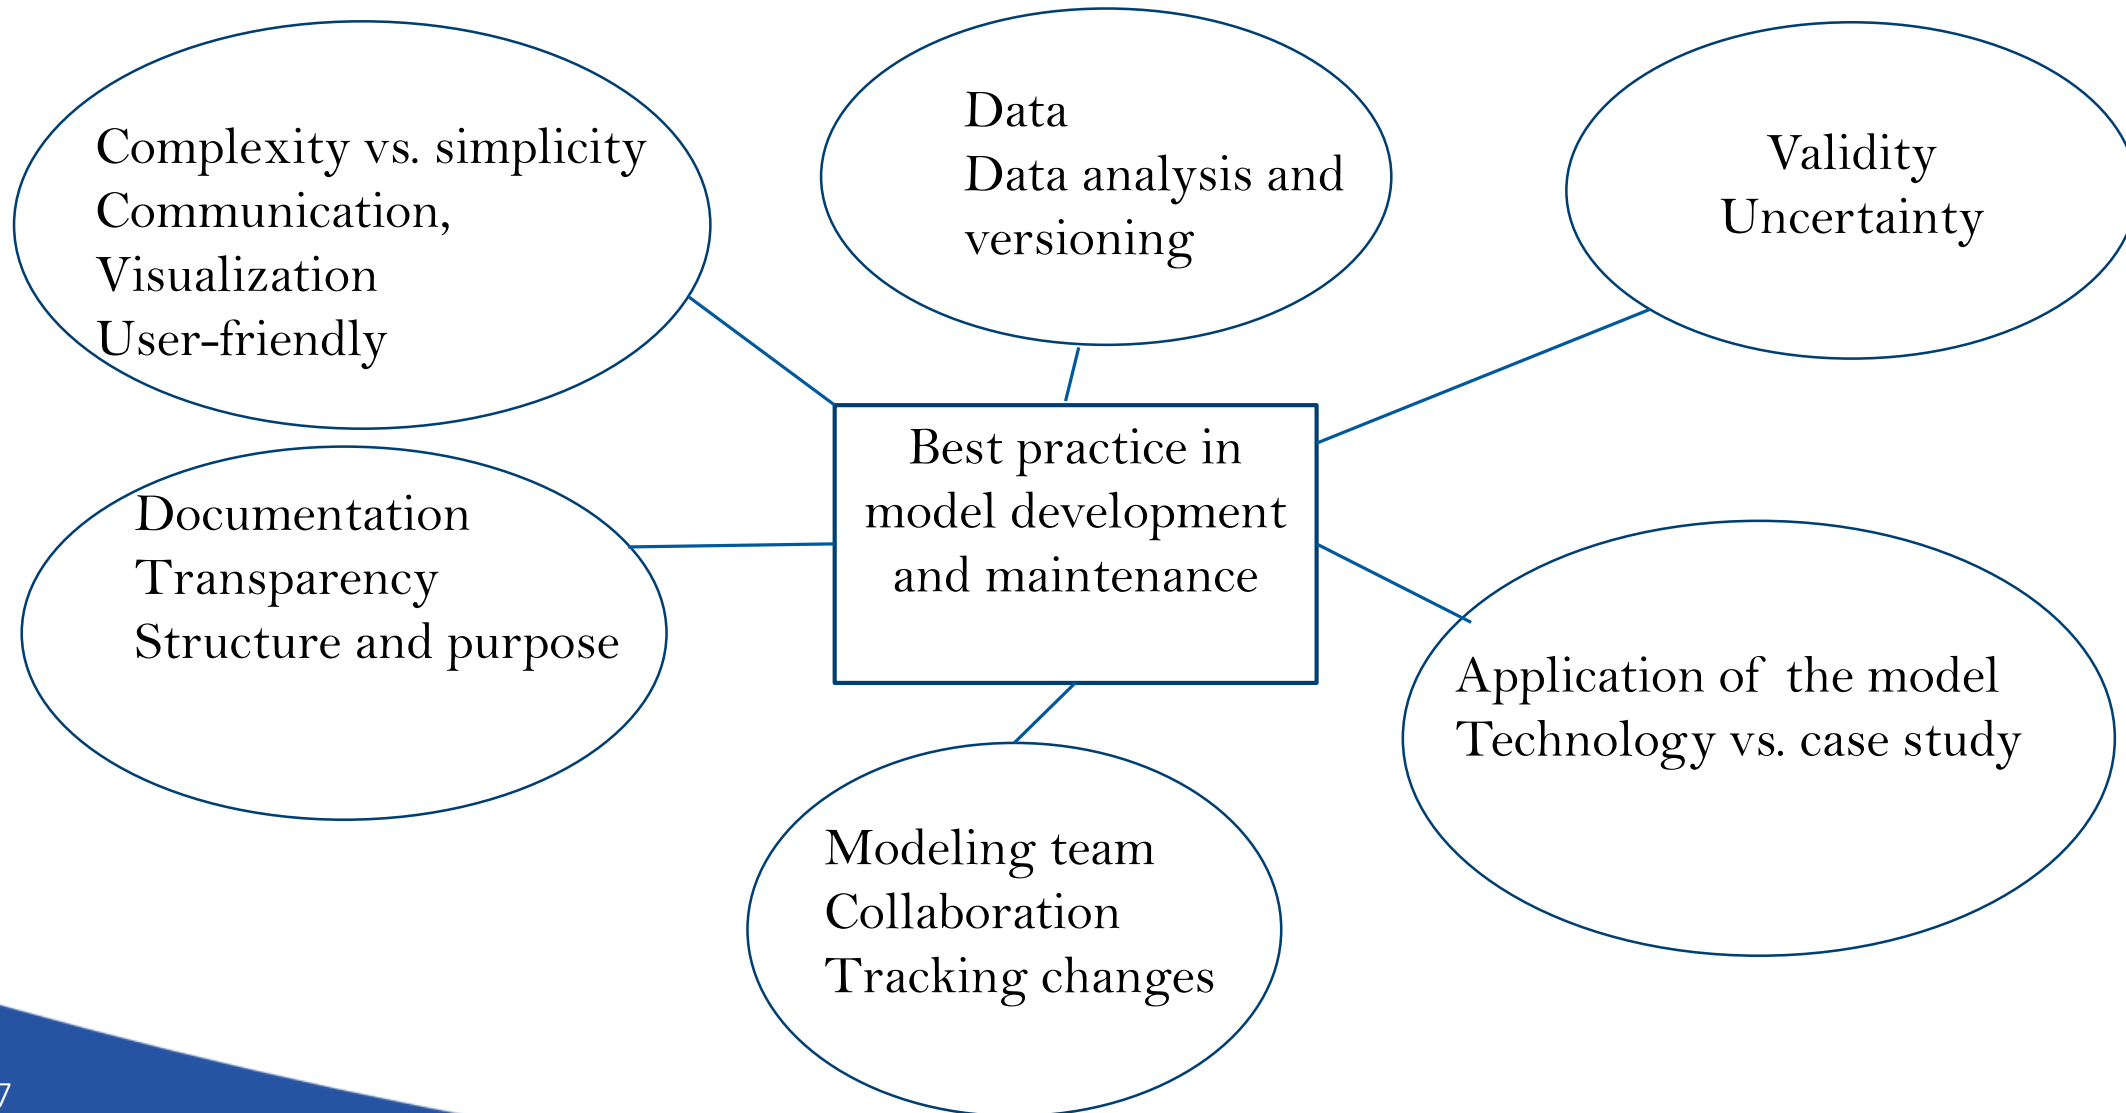 Complexity vs. simplicity
Communication,
Visualization
User-friendly
Data
Data analysis and
versioning
Validity
Uncertainty
Best practice in
model development
and maintenance
Documentation
Transparency
Structure and purpose
Application of the model
Technology vs. case study
Modeling team
Collaboration
Tracking changes
7